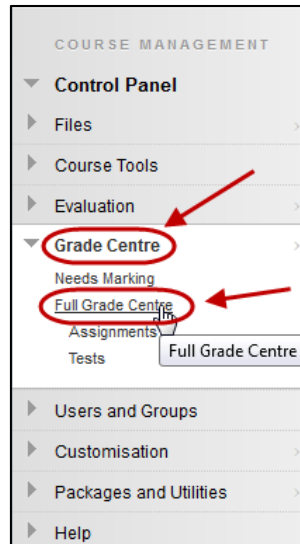 COURSE MANAGEMENT
Control Panel
Files
Course Tools
Evaluation
Grade Centre
Needs Marking
Full Grade Centre
Assignments
Tests
Full Grade Centre
Users and Groups
Customisation
Packages and Utilities
Help